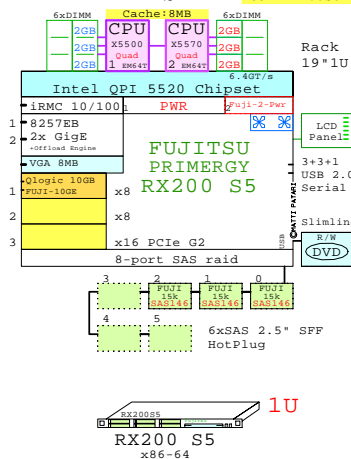 Cache:8MB
6xDIMM
6xDIMM
2GB
2GB
2GB
CPU
X5500
Quad
1 EM64T
CPU
X5570
Quad
2 EM64T
2GB
2GB
2GB
Rack
19"1U
6.4GT/s
Intel QPI 5520 Chipset
iRMC 10/100
1
PWR
2
Fuji-2-Pwr
1
8257EB
2
2x GigE
+Offload Engine
VGA 8MB
FUJITSU
PRIMERGY
RX200 S5
LCD
Panel
3+3+1
USB 2.0
Serial
©MATTI PATARI
1
Qlogic 10GB
FUJI-10GE
x8
2
x8
3
x16 PCIe G2
USB
8-port SAS raid
Slimline
R/W
DVD
3
2
1
0
FUJI
15k
SAS146
FUJI
15k
SAS146
FUJI
15k
SAS146
4
5
6xSAS 2.5" SFF
HotPlug
RX200S5
1U
RX200 S5
x86-64